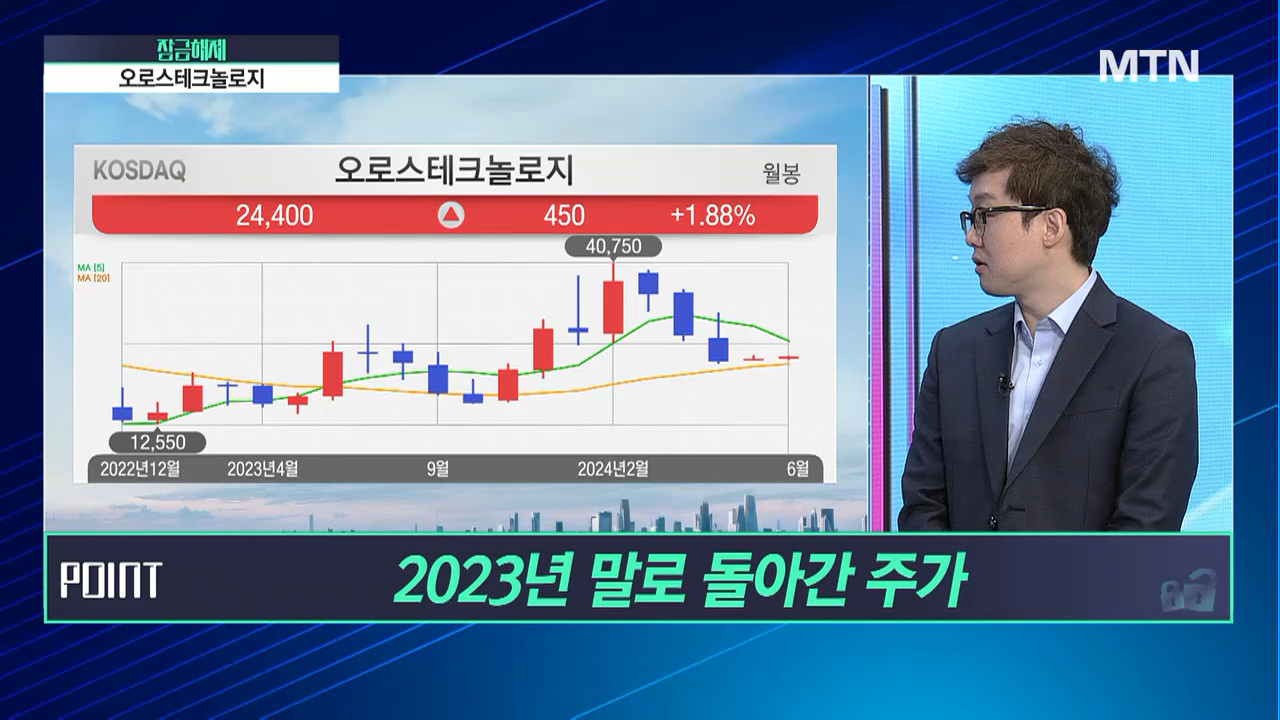 잠금해제
오로스테크놀로지
MTN
KOSDAQ 오로스테크놀로지 월봉
24,400 450 +1.88%
40,750
MA [5]
MA [20]
12,550
2022년12월 2023년4월 9월 2024년2월 6월
POINT 2023년 말로 돌아간 주가